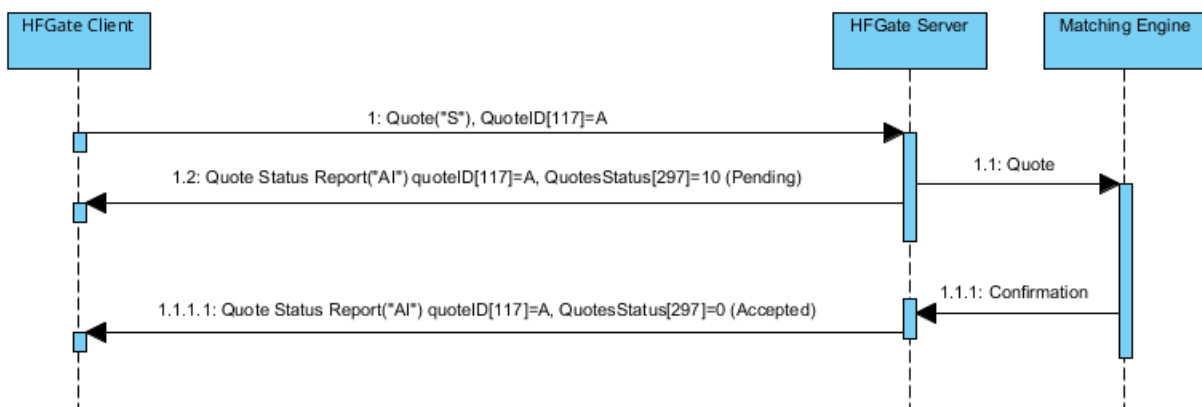 HFGate Client
HFGate Server
Matching Engine
1: Quote("S"), QuoteID[117]=A
1.1: Quote
1.2: Quote Status Report("AI") quoteID[117]=A, QuotesStatus[297]=10 (Pending)
1.1.1: Confirmation
1.1.1.1: Quote Status Report("AI") quoteID[117]=A, QuotesStatus[297]=0 (Accepted)